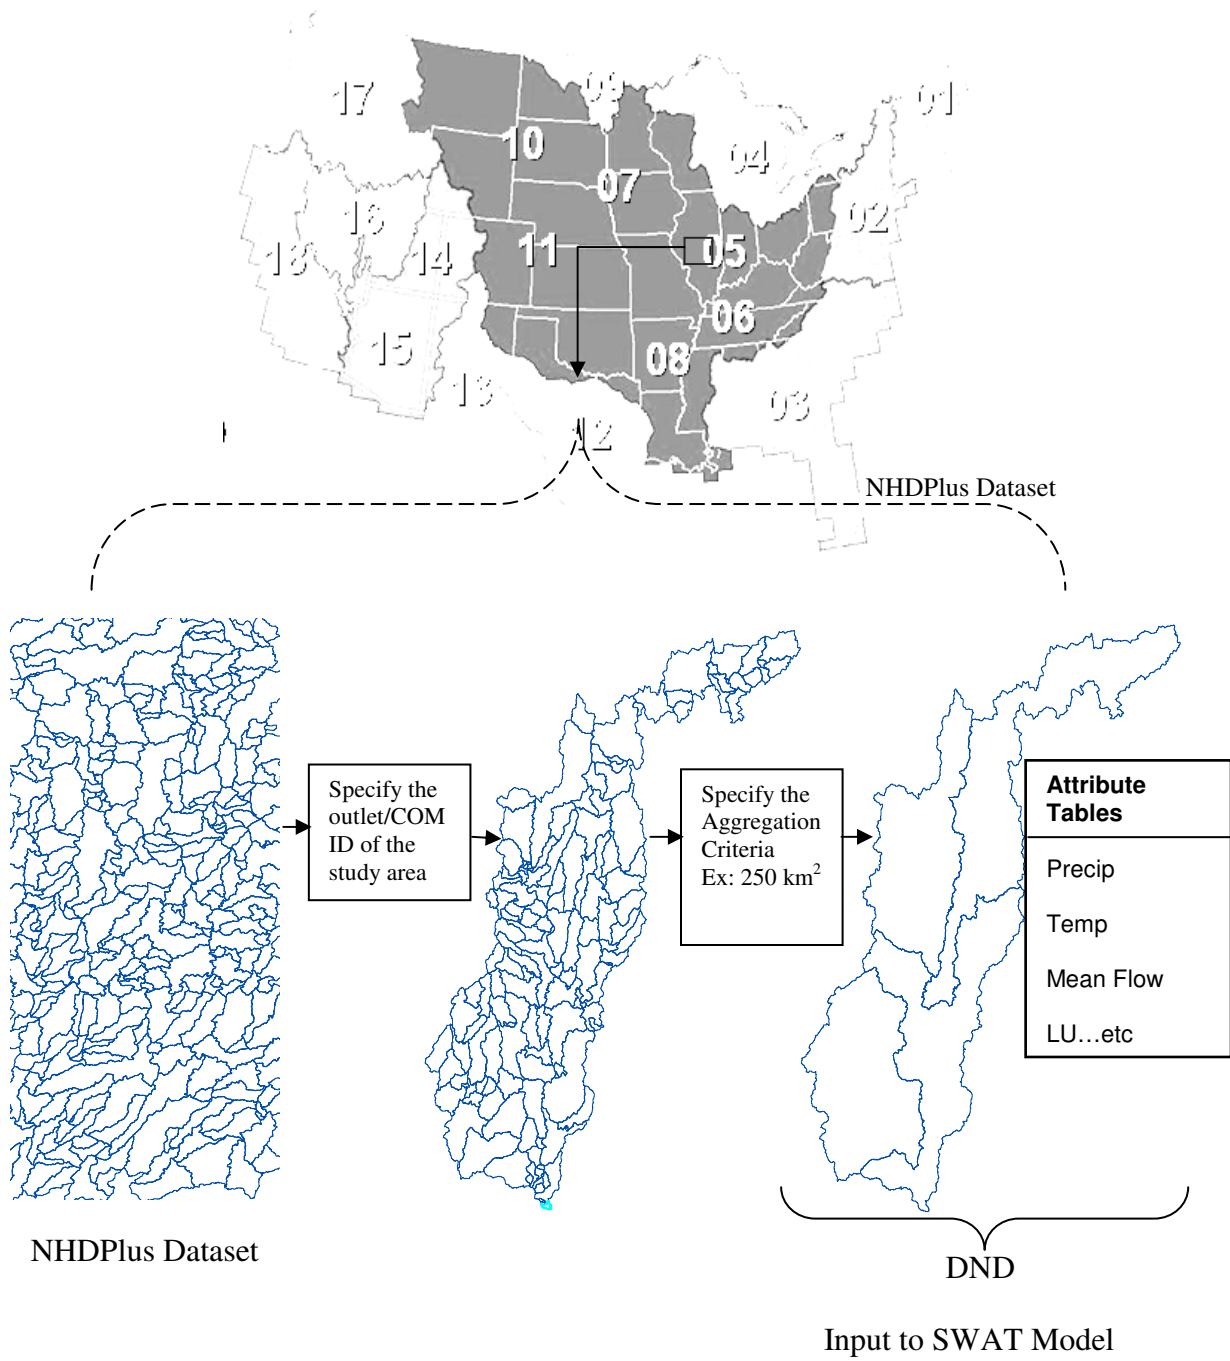 17
09
01
10
04
07
16
02
18
14
11
05
15
06
13
08
03
12
NHDPlus Dataset
Specify the
outlet/COM
ID of the
study area
Specify the
Aggregation
Criteria
Ex: 250 km²
Attribute
Tables
Precip
Temp
Mean Flow
LU…etc
NHDPlus Dataset
DND
Input to SWAT Model